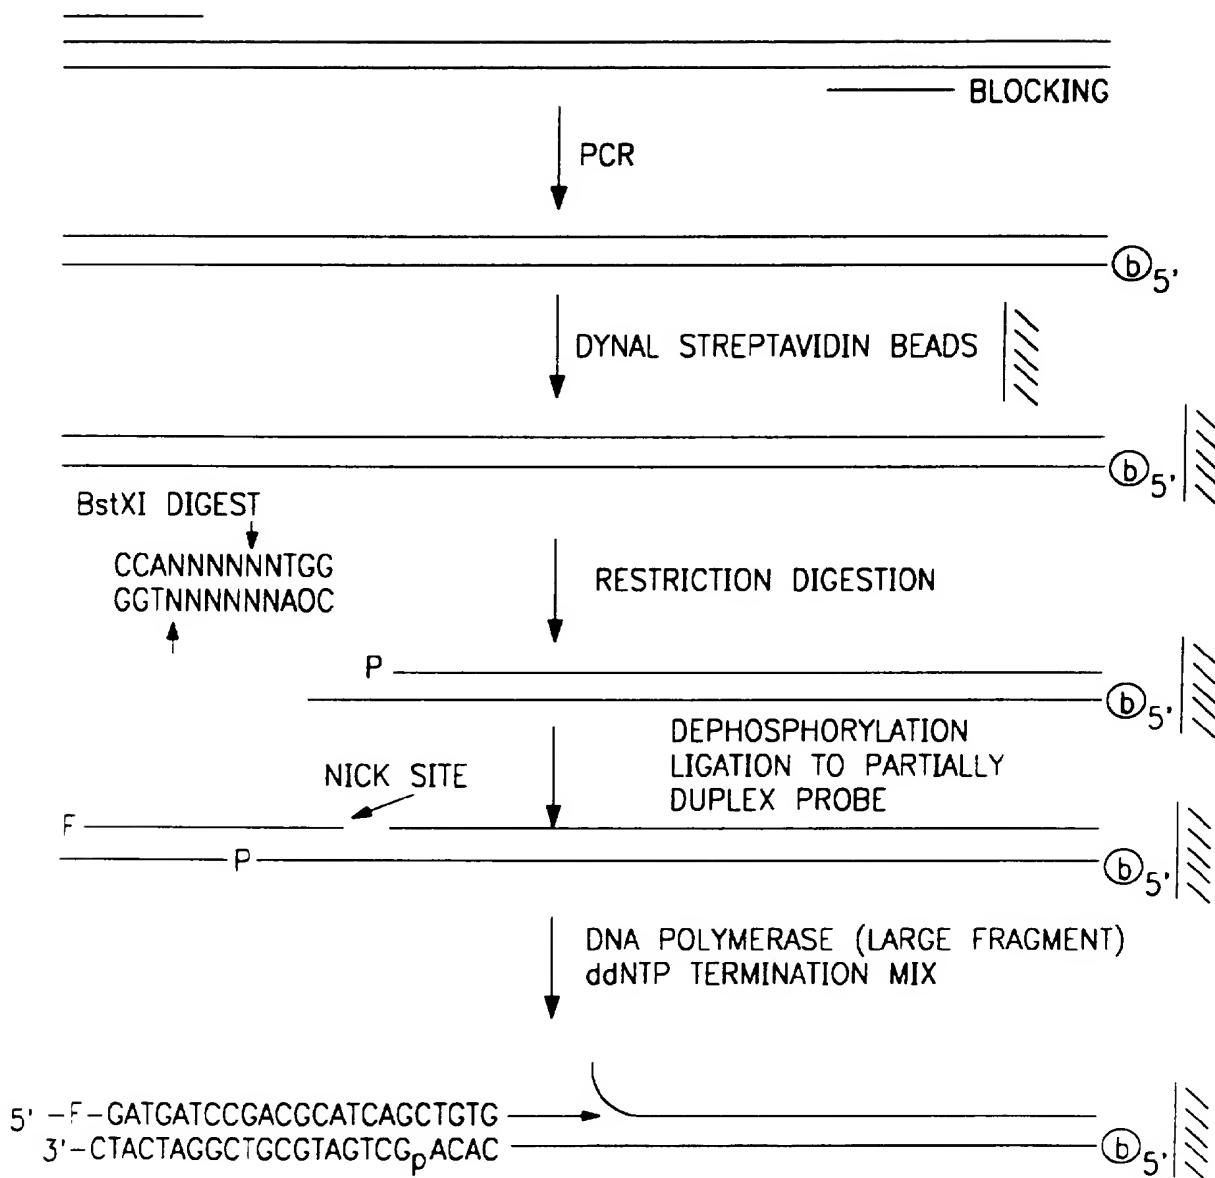 BLOCKING
PCR
b 5'
DYNAL STREPTAVIDIN BEADS
b 5'
BstXI DIGEST
CCANNNNNNTGG
GGTNNNNNNAOC
RESTRICTION DIGESTION
P
b 5'
DEPHOSPHORYLATION
LIGATION TO PARTIALLY
DUPLEX PROBE
NICK SITE
F
P
b 5'
DNA POLYMERASE (LARGE FRAGMENT)
ddNTP TERMINATION MIX
5' -F-GATGATCCGACGCATCAGCTGTG
3'-CTACTAGGCTGCGTAGTCGpACAC
b 5'